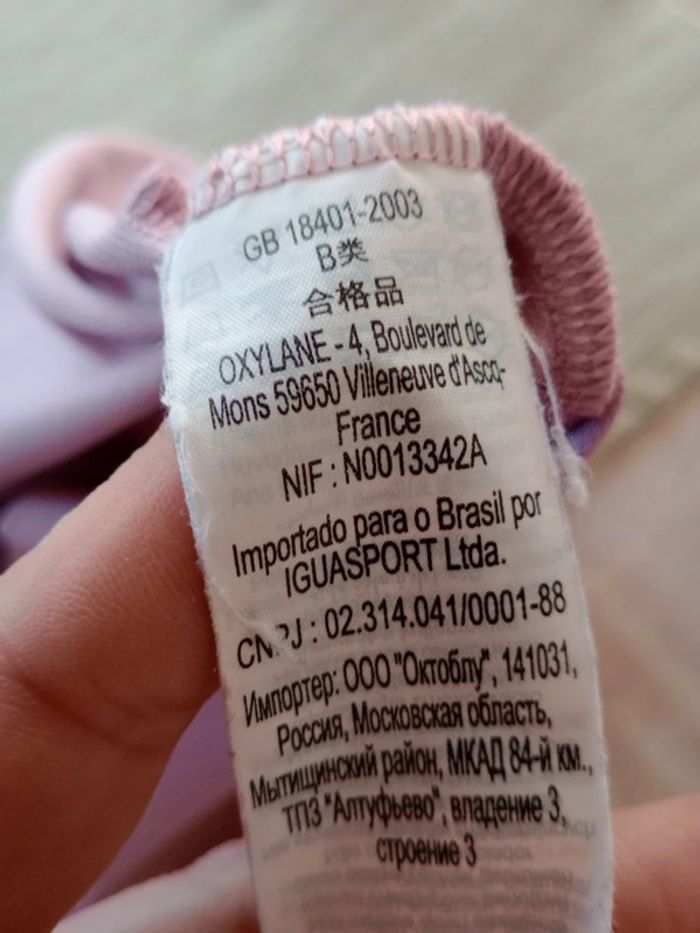 GB 18401-2003
B类
合格品
OXYLANE - 4, Boulevard de
Mons 59650 Villeneuve d'Ascq-
France
NIF : N0013342A
Importado para o Brasil por
IGUASPORT Ltda.
: 02.314.041/0001-88
Импортер: ООО "Октоблу", 141031,
Россия, Московская область,
Мытищинский район, МКАД 84-й км.,
ТПЗ "Алтуфьево", владение 3,
строение 3